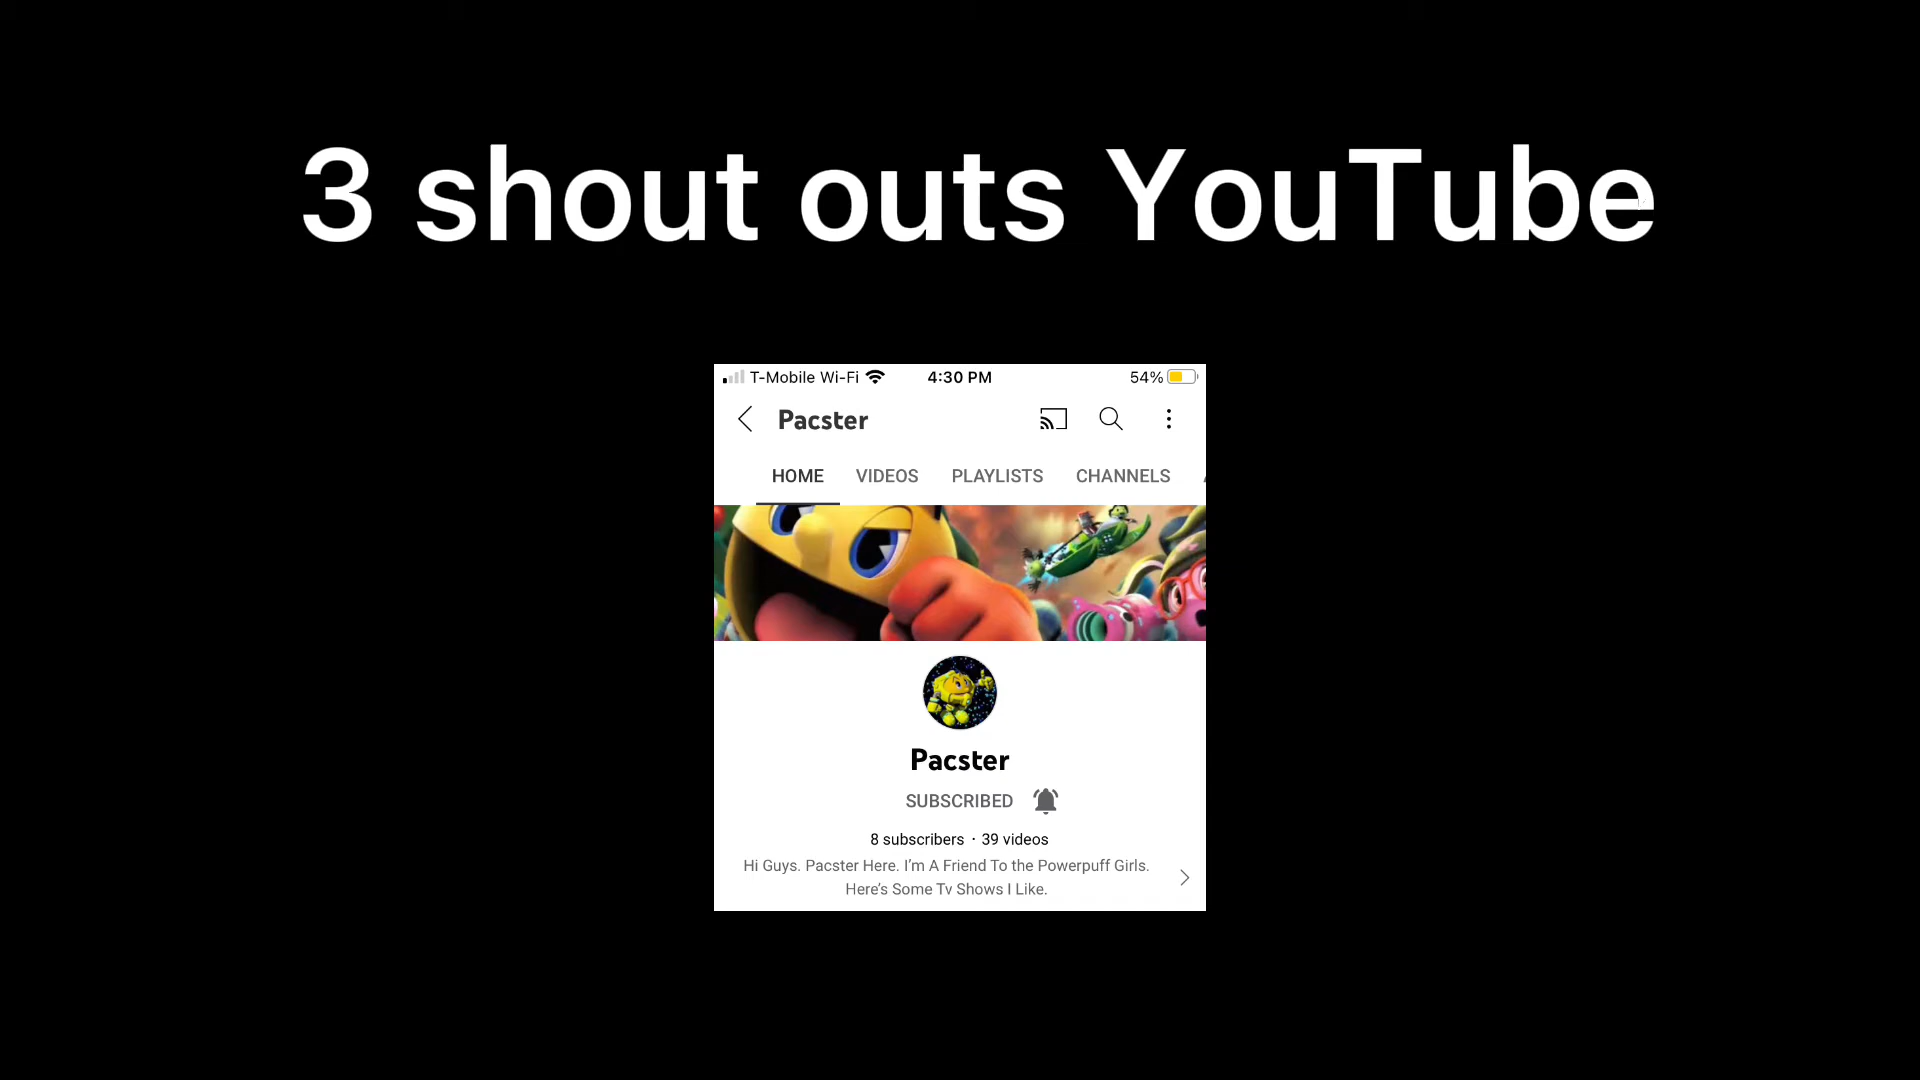 3 shout outs YouTube
T-Mobile Wi-Fi 4:30 PM 54%
Pacster
HOME VIDEOS PLAYLISTS CHANNELS
Pacster
SUBSCRIBED
8 subscribers · 39 videos
Hi Guys. Pacster Here. I'm A Friend To the Powerpuff Girls.
Here's Some Tv Shows I Like.